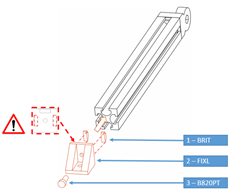 1 – BRIT
2 – FIXL
3 – B820PT